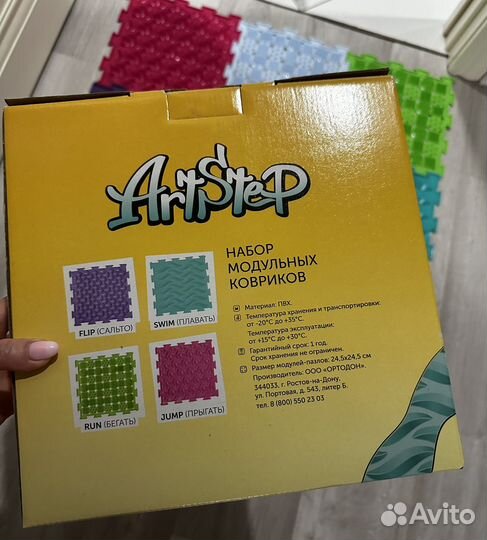 ArtStep
НАБОР
МОДУЛЬНЫХ
КОВРИКОВ
FLIP (САЛЬТО)
SWIM (ПЛАВАТЬ)
RUN (БЕГАТЬ)
JUMP (ПРЫГАТЬ)
Материал: ПВХ.
Температура хранения и транспортировки:
от -20°С до +35°С.
Температура эксплуатации:
от +15°С до +30°С.
Гарантийный срок: 1 год.
Срок хранения не ограничен.
Размер модулей-пазлов: 24,5х24,5 см
Производитель: ООО «ОРТОДОН».
344033, г. Ростов-на-Дону,
ул. Портовая, д. 543, литер Б.
тел. 8 (800) 550 23 03
Avito